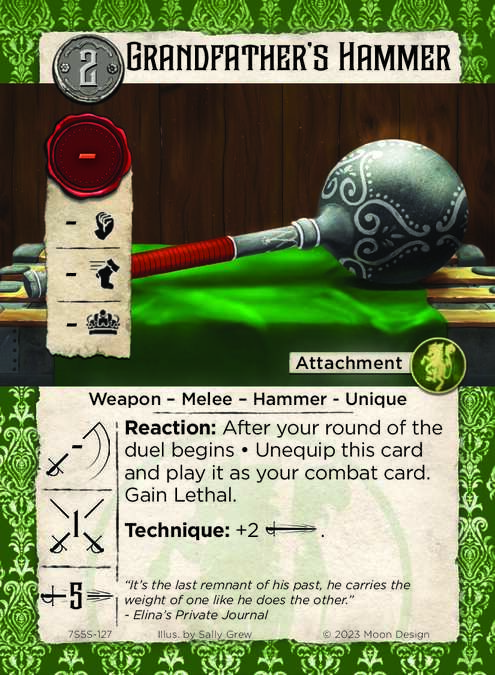 2 GRANDFATHER'S HAMMER
-
-
-
-
Attachment
Weapon – Melee – Hammer - Unique
Reaction: After your round of the
duel begins • Unequip this card
and play it as your combat card.
Gain Lethal.
Technique: +2 .
-
1
+5
"It's the last remnant of his past, he carries the
weight of one like he does the other."
- Elina's Private Journal
7S5S-127 Illus. by Sally Grew © 2023 Moon Design